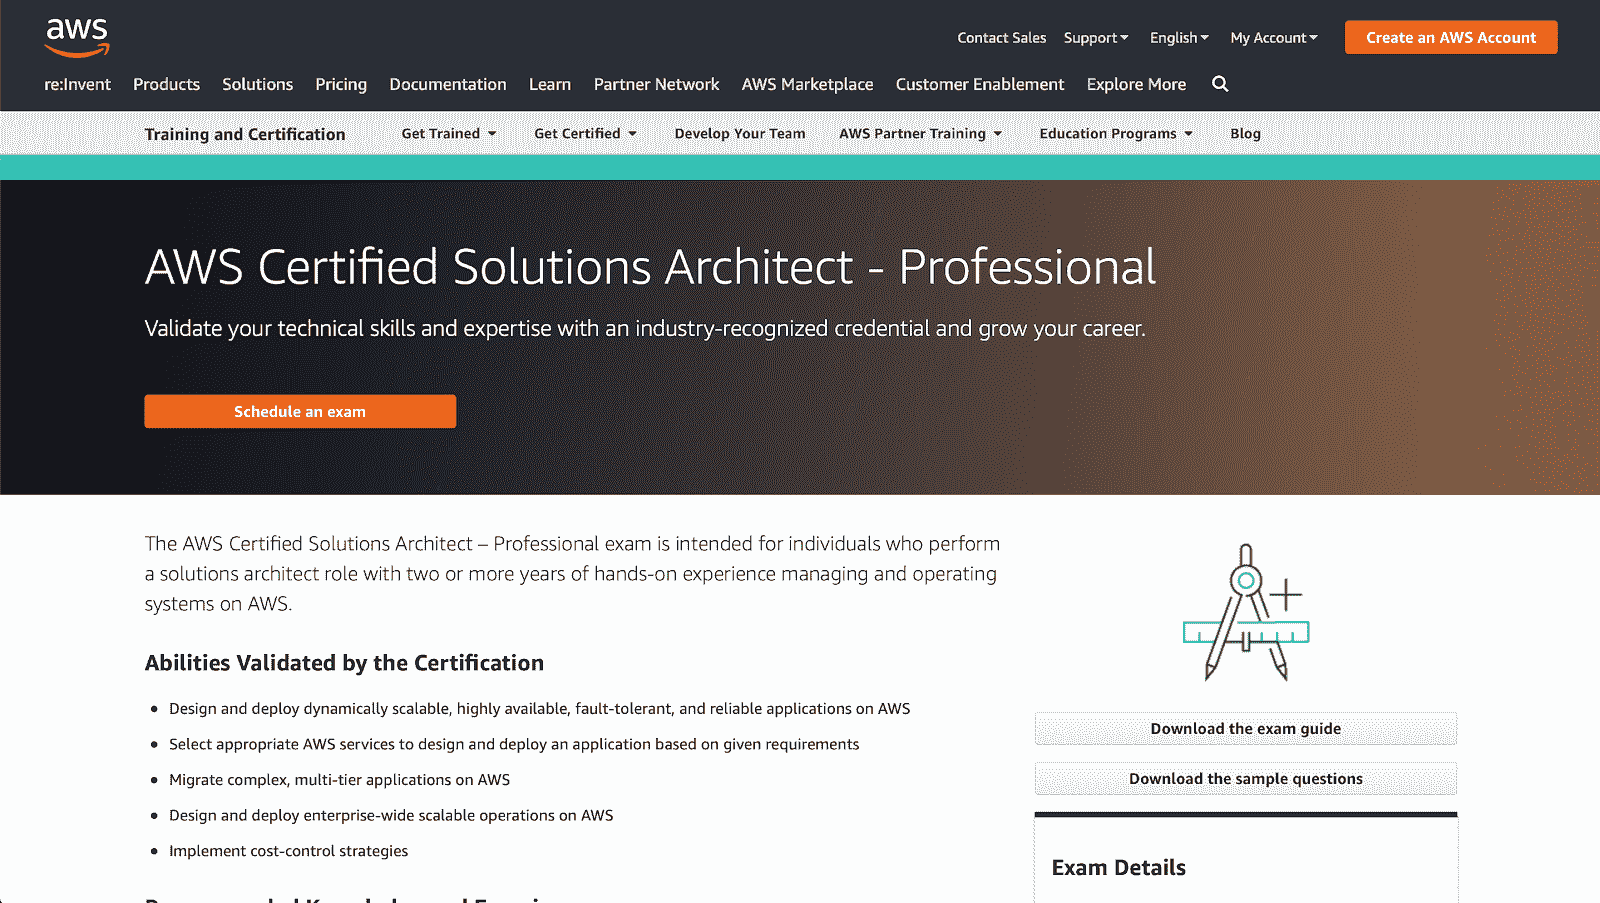 aws
Contact Sales Support English My Account Create an AWS Account
re:Invent Products Solutions Pricing Documentation Learn Partner Network AWS Marketplace Customer Enablement Explore More
Training and Certification Get Trained Get Certified Develop Your Team AWS Partner Training Education Programs Blog
AWS Certified Solutions Architect - Professional
Validate your technical skills and expertise with an industry-recognized credential and grow your career.
Schedule an exam
The AWS Certified Solutions Architect – Professional exam is intended for individuals who perform
a solutions architect role with two or more years of hands-on experience managing and operating
systems on AWS.
Abilities Validated by the Certification
• Design and deploy dynamically scalable, highly available, fault-tolerant, and reliable applications on AWS
• Select appropriate AWS services to design and deploy an application based on given requirements
• Migrate complex, multi-tier applications on AWS
• Design and deploy enterprise-wide scalable operations on AWS
• Implement cost-control strategies
Download the exam guide
Download the sample questions
Exam Details